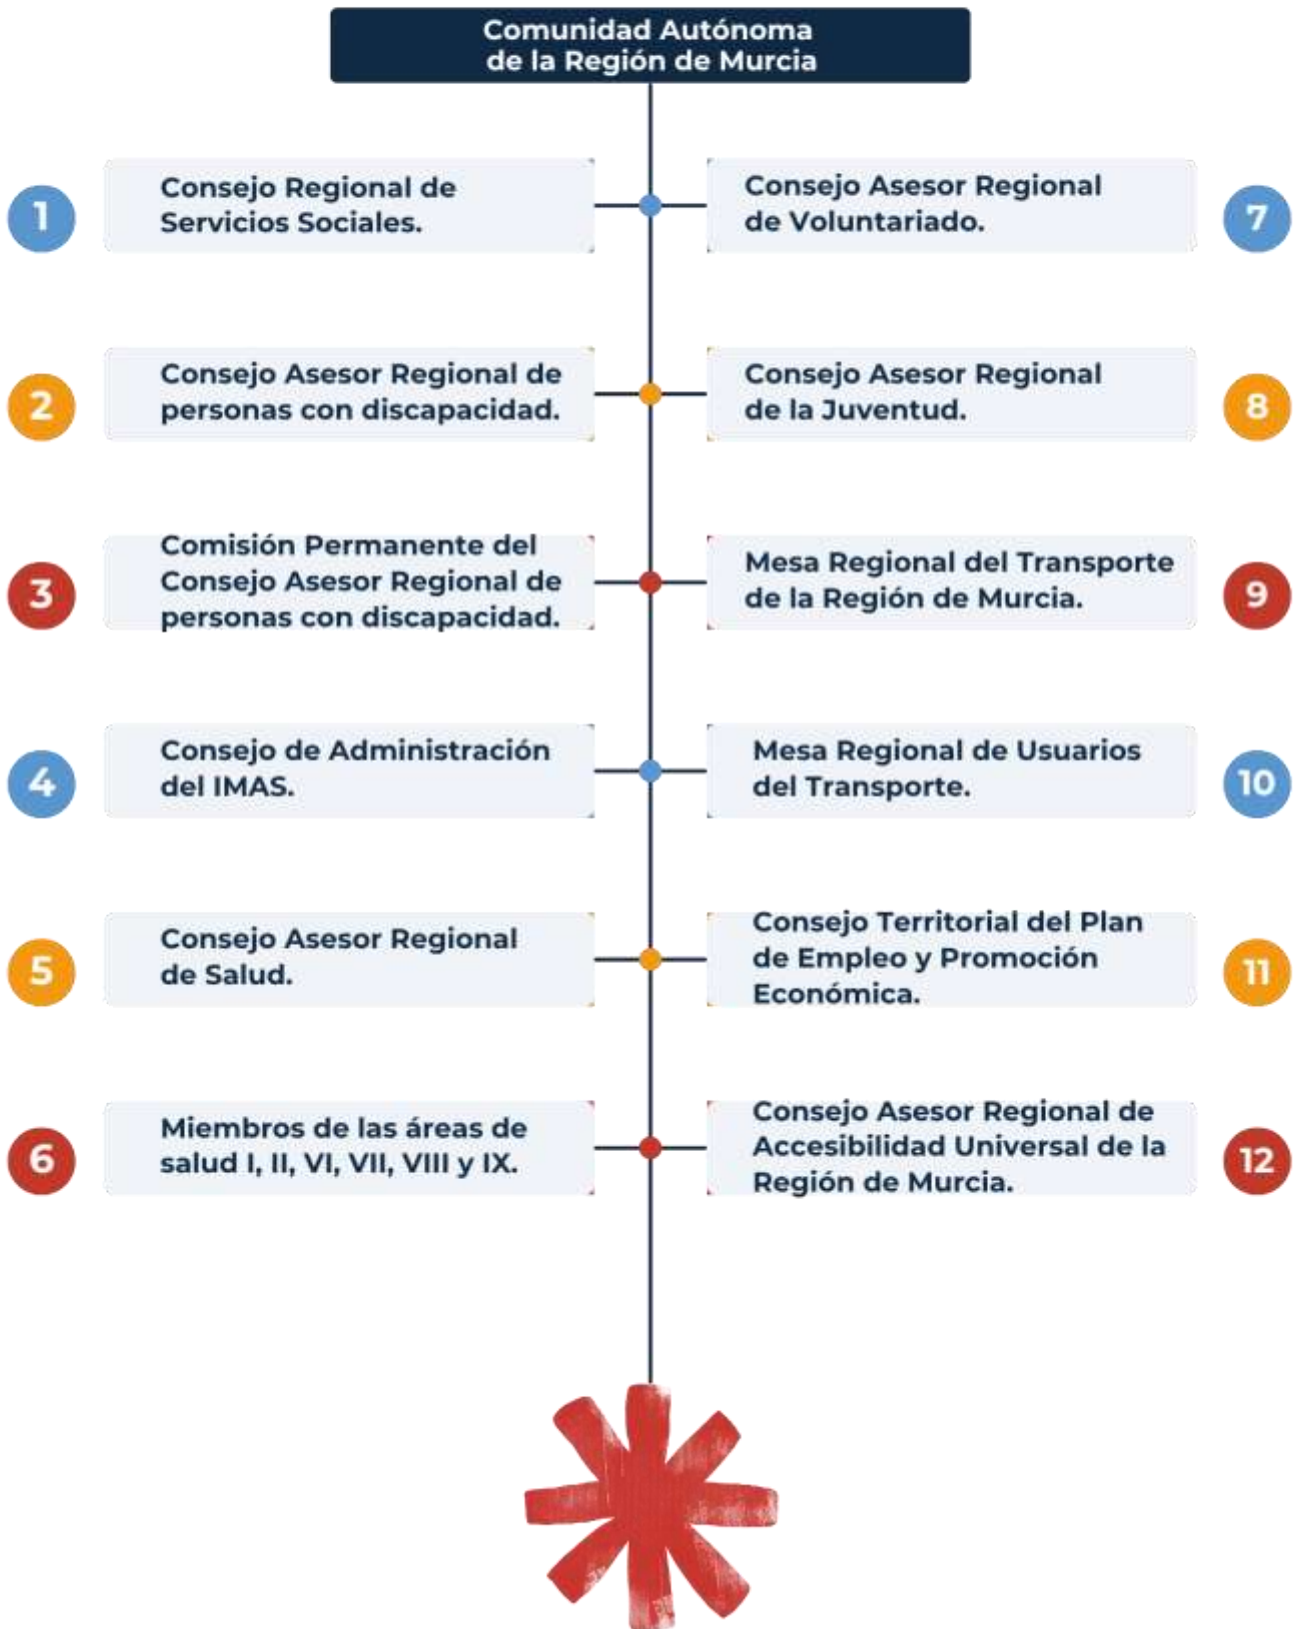 Comunidad Autónoma
de la Región de Murcia
1
Consejo Regional de
Servicios Sociales.
2
Consejo Asesor Regional de
personas con discapacidad.
3
Comisión Permanente del
Consejo Asesor Regional de
personas con discapacidad.
4
Consejo de Administración
del IMAS.
5
Consejo Asesor Regional
de Salud.
6
Miembros de las áreas de
salud I, II, VI, VII, VIII y IX.
Consejo Asesor Regional
de Voluntariado.
7
Consejo Asesor Regional
de la Juventud.
8
Mesa Regional del Transporte
de la Región de Murcia.
9
Mesa Regional de Usuarios
del Transporte.
10
Consejo Territorial del Plan
de Empleo y Promoción
Económica.
11
Consejo Asesor Regional de
Accesibilidad Universal de la
Región de Murcia.
12